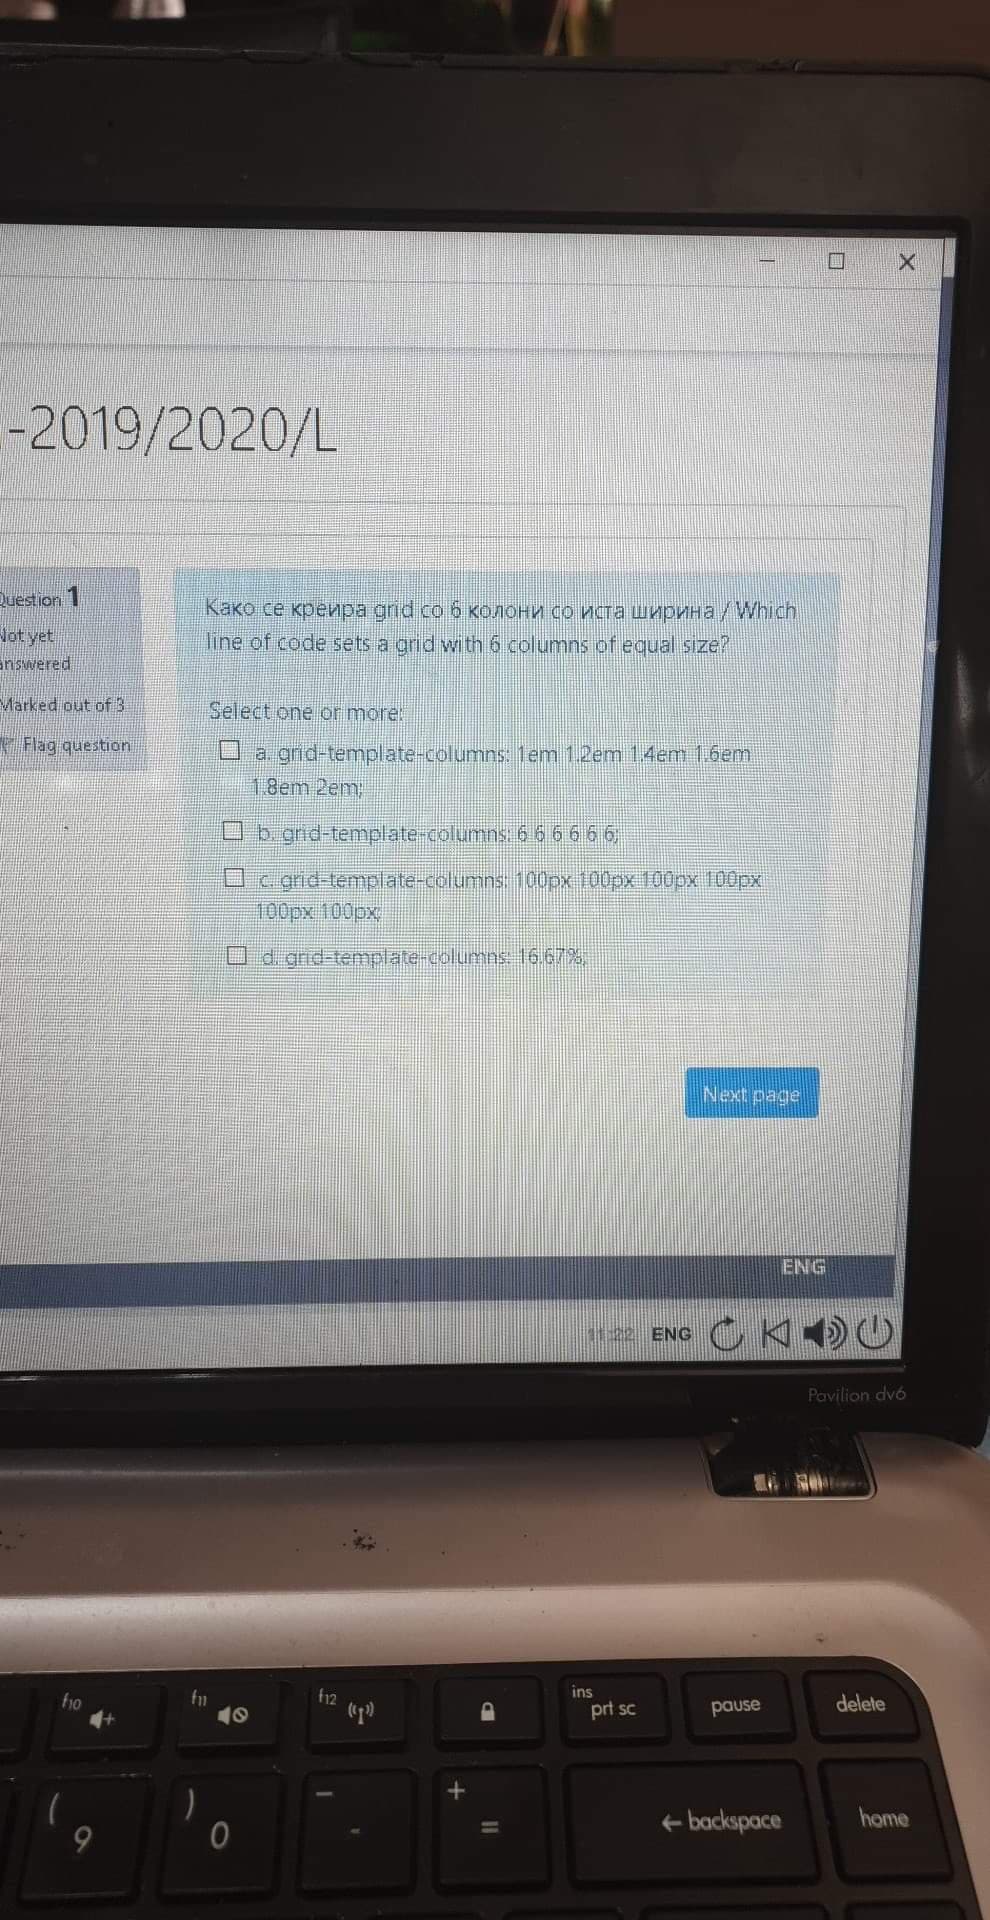 -2019/2020/L
Question 1
Not yet
answered
Marked out of 3
Flag question
Како се креира grid со 6 колони со иста ширина / Which
line of code sets a grid with 6 columns of equal size?
Select one or more:
a. grid-template-columns: 1em 1.2em 1.4em 1.6em
1.8em 2em;
b. grid-template-columns: 6 6 6 6 6 6;
c. grid-template-columns: 100px 100px 100px 100px
100px 100px;
d. grid-template-columns: 16.67%;
Next page
ENG
11:22 ENG
Pavilion dv6
f10
f11
f12
ins
prt sc
pause
delete
(
9
)
0
–
-
+
=
← backspace
home